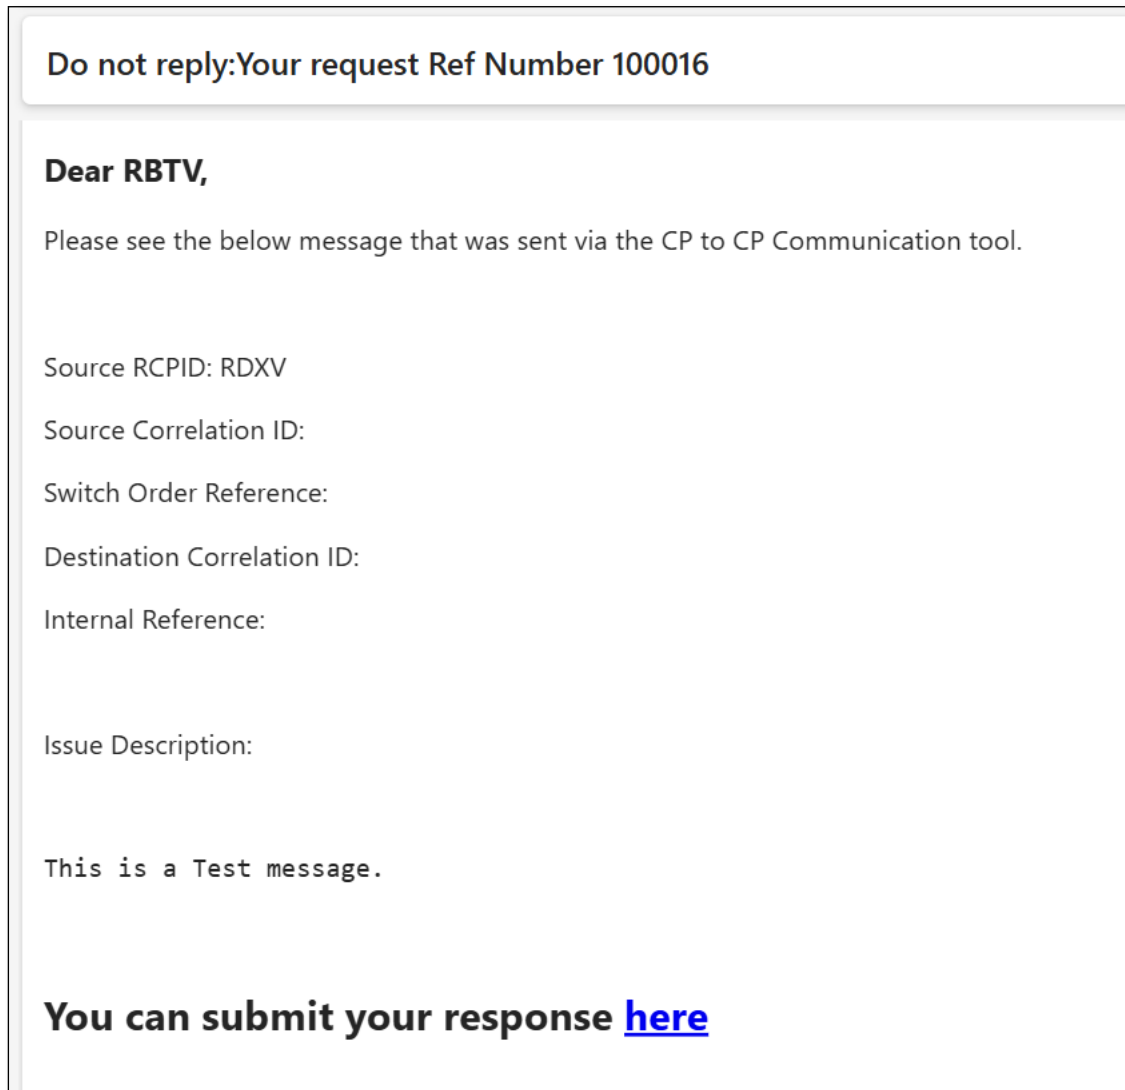 Do not reply:Your request Ref Number 100016
Dear RBTV,
Please see the below message that was sent via the CP to CP Communication tool.
Source RCPID: RDXV
Source Correlation ID:
Switch Order Reference:
Destination Correlation ID:
Internal Reference:
Issue Description:
This is a Test message.
You can submit your response here